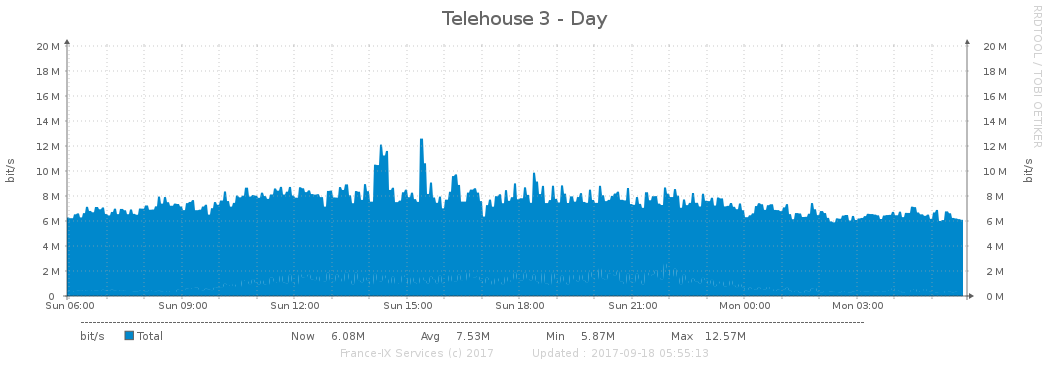 Telehouse 3 - Day
RRDTOOL / TOBI OETIKER
bit/s
20 M 20 M
18 M 18 M
16 M 16 M
14 M 14 M
12 M 12 M
10 M 10 M
8 M 8 M
6 M 6 M
4 M 4 M
2 M 2 M
0 0 M
bit/s
Sun 06:00 Sun 09:00 Sun 12:00 Sun 15:00 Sun 18:00 Sun 21:00 Mon 00:00 Mon 03:00
bit/s Total Now 6.08M Avg 7.53M Min 5.87M Max 12.57M
France-IX Services (c) 2017 Updated : 2017-09-18 05:55:13